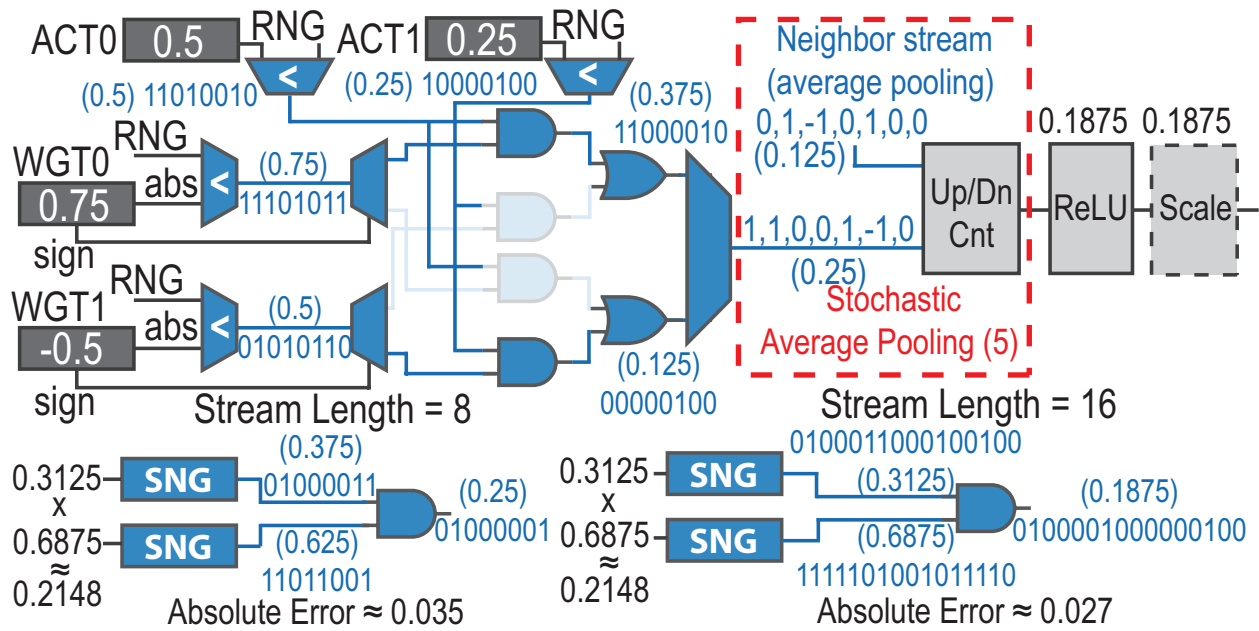 ACT0
0.5
RNG
ACT1
0.25
RNG
<
<
(0.5) 11010010
(0.25) 10000100
(0.375)
11000010
Neighbor stream
(average pooling)
0,1,-1,0,1,0,0
(0.125)
0.1875
0.1875
RNG
WGT0
abs
0.75
sign
<
(0.75)
11101011
Up/Dn
Cnt
ReLU
Scale
1,1,0,0,1,-1,0
(0.25)
RNG
WGT1
abs
-0.5
sign
<
(0.5)
01010110
(0.125)
00000100
Stochastic
Average Pooling (5)
Stream Length = 8
Stream Length = 16
0.3125
x
0.6875
≈
0.2148
SNG
SNG
(0.375)
01000011
(0.625)
11011001
(0.25)
01000001
Absolute Error ≈ 0.035
0.3125
x
0.6875
≈
0.2148
SNG
SNG
0100011000100100
(0.3125)
(0.6875)
1111101001011110
(0.1875)
0100001000000100
Absolute Error ≈ 0.027